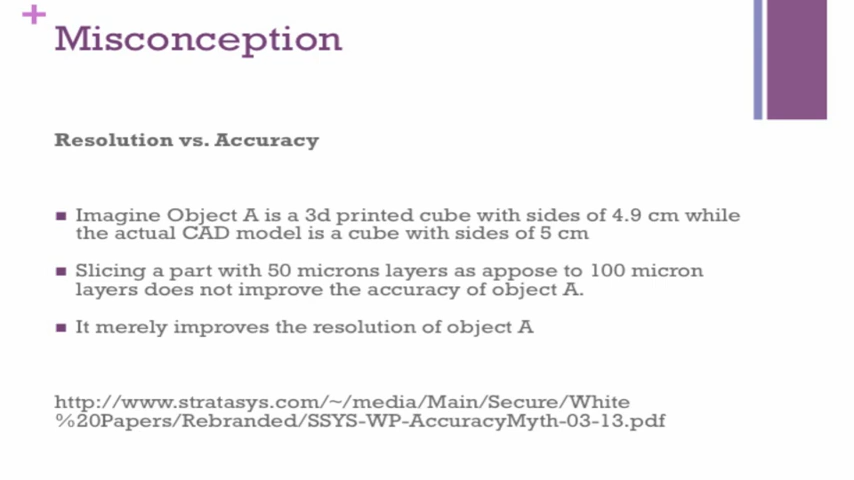 Misconception
Resolution vs. Accuracy
Imagine Object A is a 3d printed cube with sides of 4.9 cm while
the actual CAD model is a cube with sides of 5 cm
Slicing a part with 50 microns layers as appose to 100 micron
layers does not improve the accuracy of object A.
It merely improves the resolution of object A
http://www.stratasys.com/~/media/Main/Secure/White
%20Papers/Rebranded/SSYS-WP-AccuracyMyth-03-13.pdf